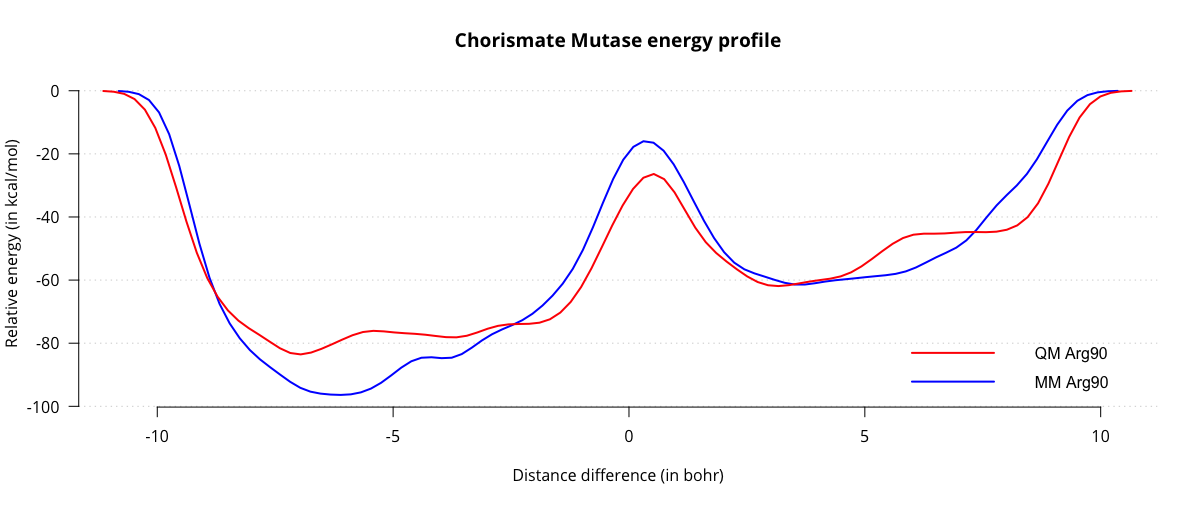 Chorismate Mutase energy profile
Relative energy (in kcal/mol)
0
-20
-40
-60
-80
-100
QM Arg90
MM Arg90
-10
-5
0
5
10
Distance difference (in bohr)